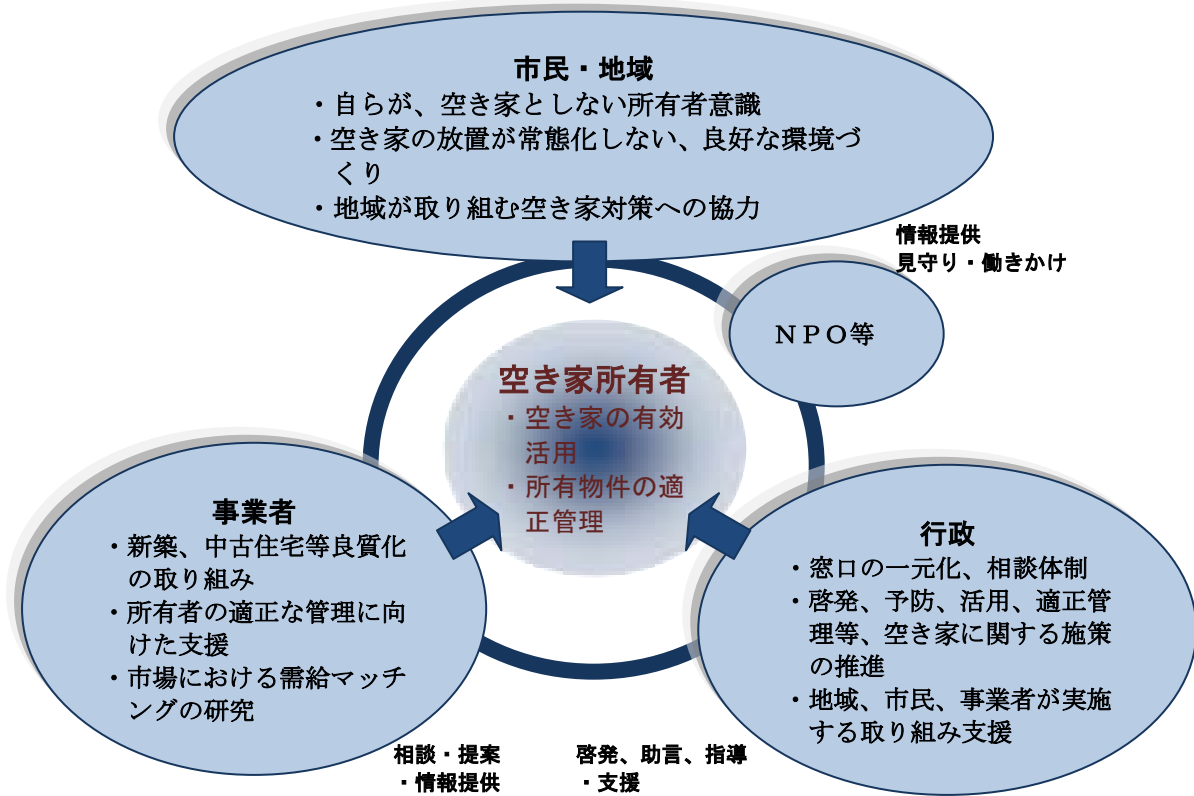 市民・地域
・自らが、空き家としない所有者意識
・空き家の放置が常態化しない、良好な環境づ
くり
・地域が取り組む空き家対策への協力
情報提供
見守り・働きかけ
ＮＰＯ等
空き家所有者
・空き家の有効
活用
・所有物件の適
正管理
事業者
・新築、中古住宅等良質化
の取り組み
・所有者の適正な管理に向
けた支援
・市場における需給マッチ
ングの研究
行政
・窓口の一元化、相談体制
・啓発、予防、活用、適正管
理等、空き家に関する施策
の推進
・地域、市民、事業者が実施
する取り組み支援
相談・提案
・情報提供
啓発、助言、指導
・支援